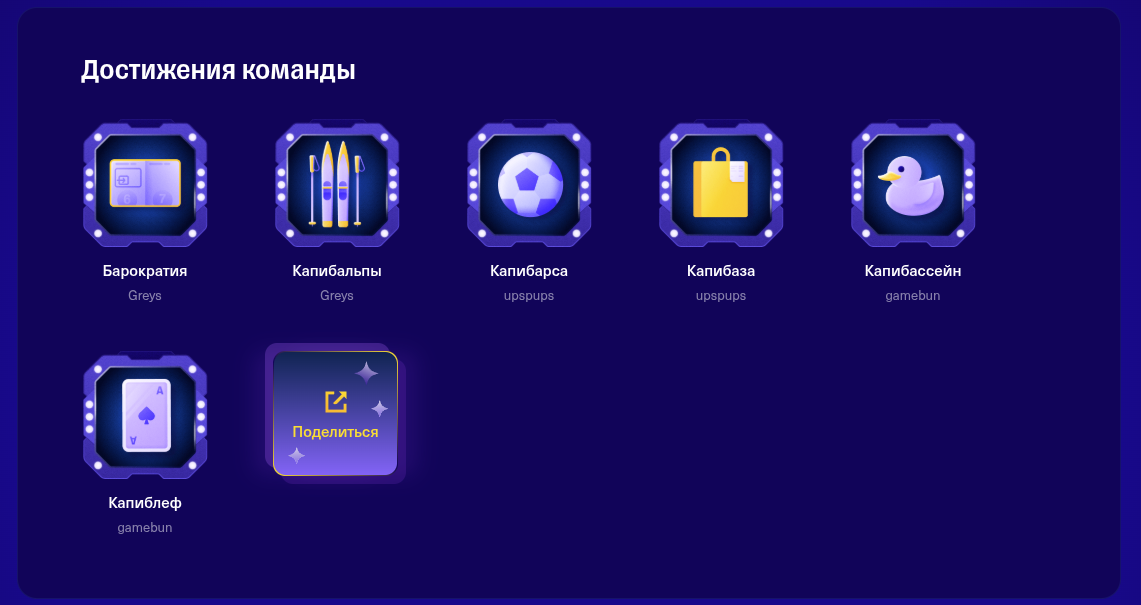 Достижения команды
Барократия
Greys
Капибальпы
Greys
Капибарса
upspups
Капибаза
upspups
Капибассейн
gamebun
A
A
Капиблеф
gamebun
Поделиться